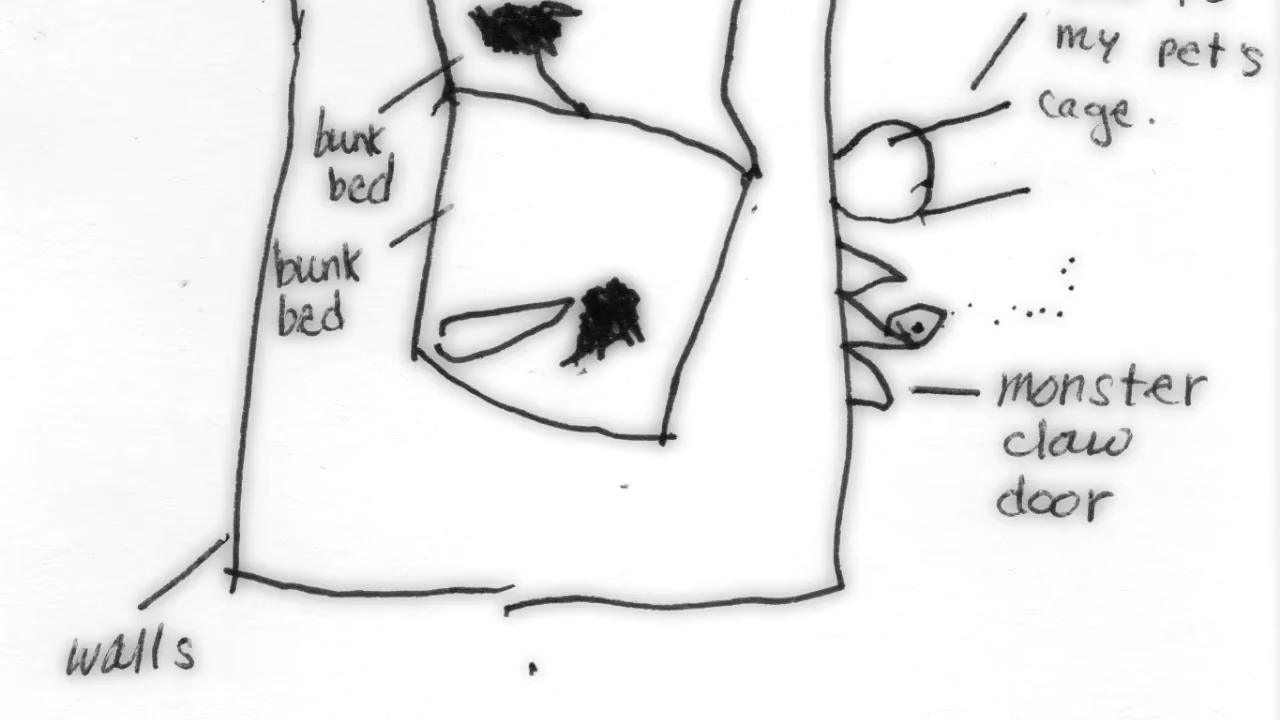 my pet's
cage.
bunk
bed
bunk
bed
monster
claw
door
walls